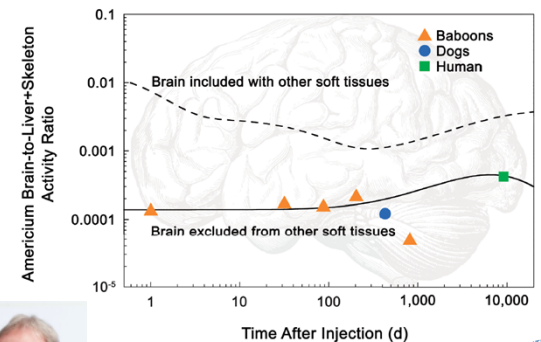 Americium Brain-to-Liver+Skeleton
Activity Ratio
0.1
0.01
0.001
0.0001
10-5
Baboons
Dogs
Human
Brain included with other soft tissues
Brain excluded from other soft tissues
1
10
100
1,000
10,000
Time After Injection (d)